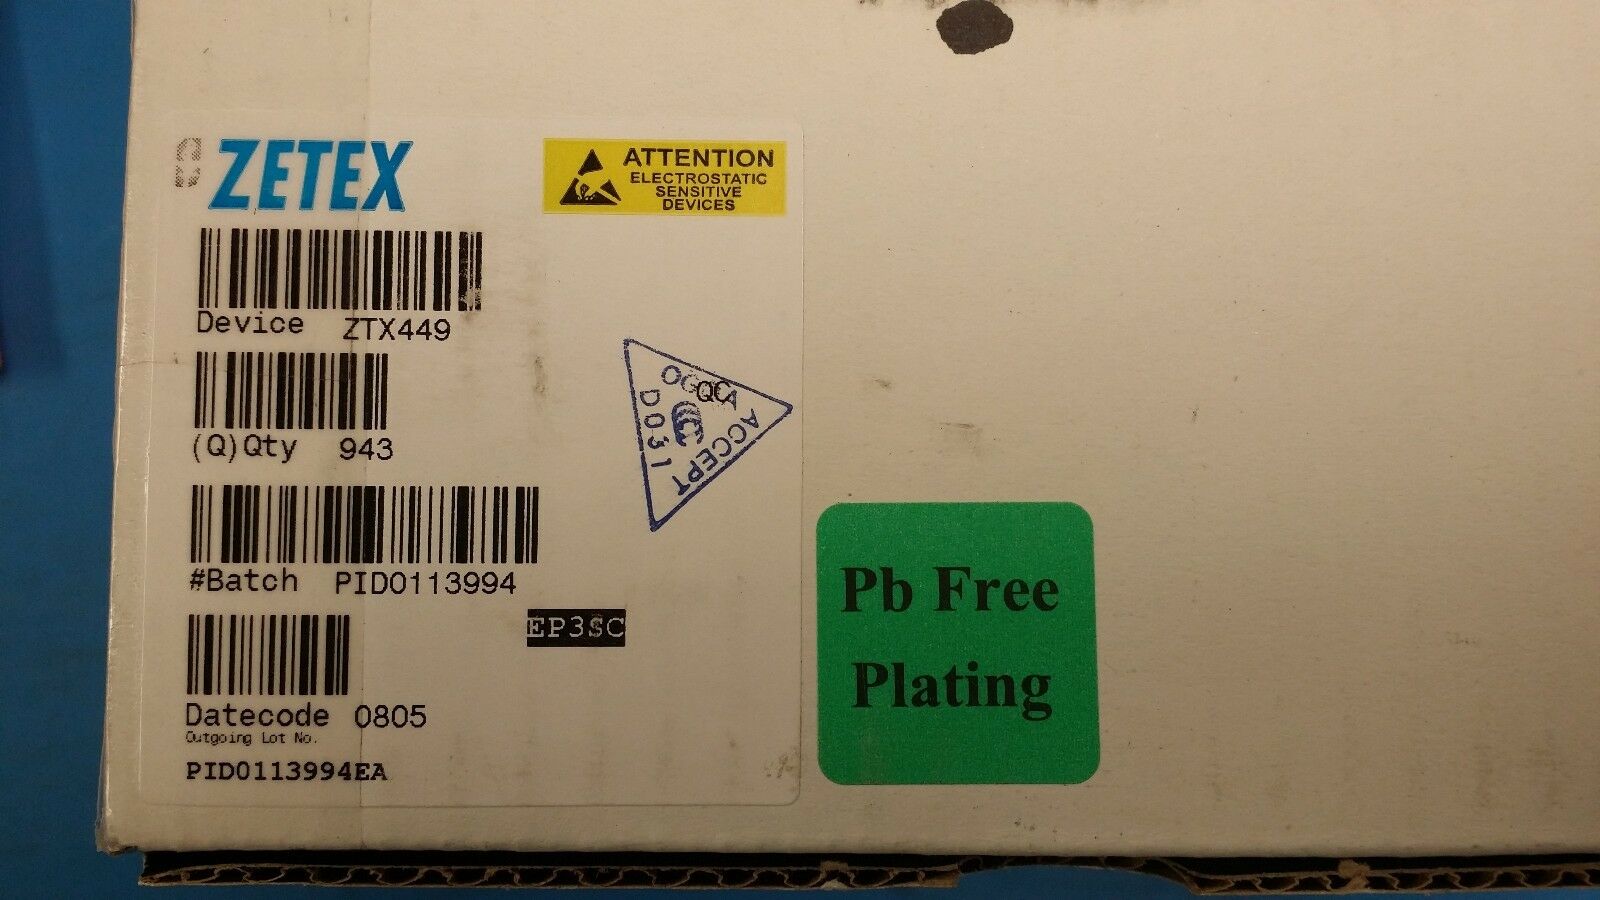 ZETEX
ATTENTION
ELECTROSTATIC
SENSITIVE
DEVICES
Device ZTX449
(Q)Qty 943
#Batch PID0113994
EP3SC
Datecode 0805
Outgoing Lot No.
PID0113994EA
QC
ACCEPT
D031
Pb Free
Plating